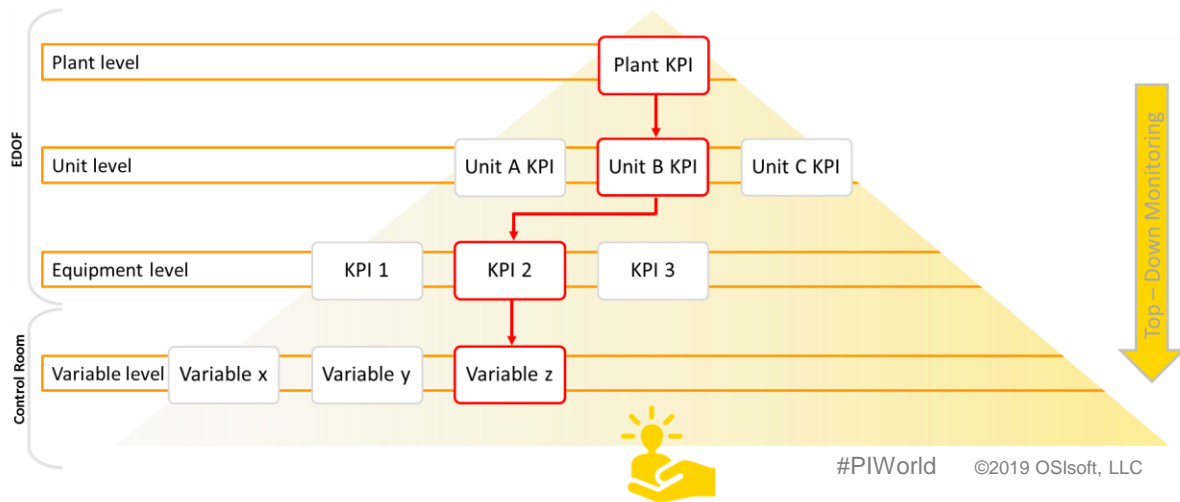 Plant level
Plant KPI
EDOF
Unit level
Unit A KPI
Unit B KPI
Unit C KPI
Top – Down Monitoring
Equipment level
KPI 1
KPI 2
KPI 3
Control Room
Variable level
Variable x
Variable y
Variable z
#PIWorld ©2019 OSIsoft, LLC